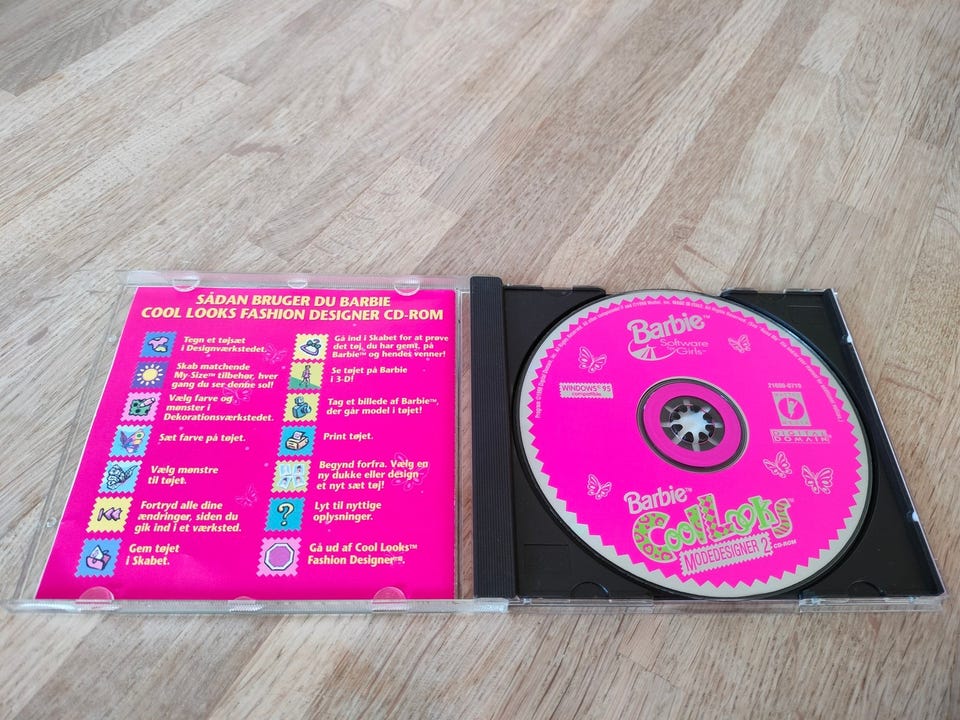 SÅDAN BRUGER DU BARBIE
COOL LOOKS FASHION DESIGNER CD-ROM
Tegn et tøjsæt
i Designværkstedet.
Skab matchende
My-Size™ tilbehør, hver
gang du ser denne sol!
Vælg farve og
mønster i
Dekorationsværkstedet.
Sæt farve på tøjet.
Vælg mønstre
til tøjet.
Fortryd alle dine
ændringer, siden du
gik ind i et værksted.
Gem tøjet
i Skabet.
Gå ind i Skabet for at prøve
det tøj, du har gemt, på
Barbie™ og hendes venner!
Se tøjet på Barbie
i 3-D!
Tag et billede af Barbie™,
der går model i tøjet!
Print tøjet.
Begynd forfra. Vælg en
ny dukke eller design
et nyt sæt tøj!
Lyt til nyttige
oplysninger.
Gå ud af Cool Looks™
Fashion Designer™.
Barbie™
Software
for Girls™
WINDOWS® 95
21688-0719
DIGITAL
DOMAIN
Barbie™
Cool Looks™
MODEDESIGNER 2
CD-ROM